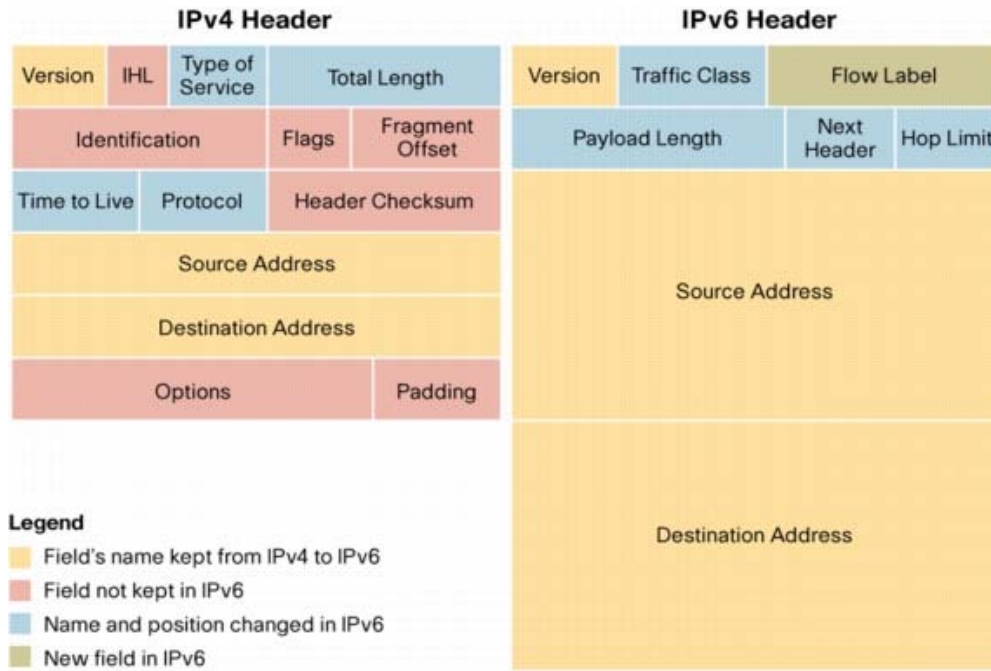 IPv4 Header
IPv6 Header
Version IHL Type of Service Total Length
Identification Flags Fragment Offset
Time to Live Protocol Header Checksum
Source Address
Destination Address
Options Padding
Version Traffic Class Flow Label
Payload Length Next Header Hop Limit
Source Address
Destination Address
Legend
Field's name kept from IPv4 to IPv6
Field not kept in IPv6
Name and position changed in IPv6
New field in IPv6